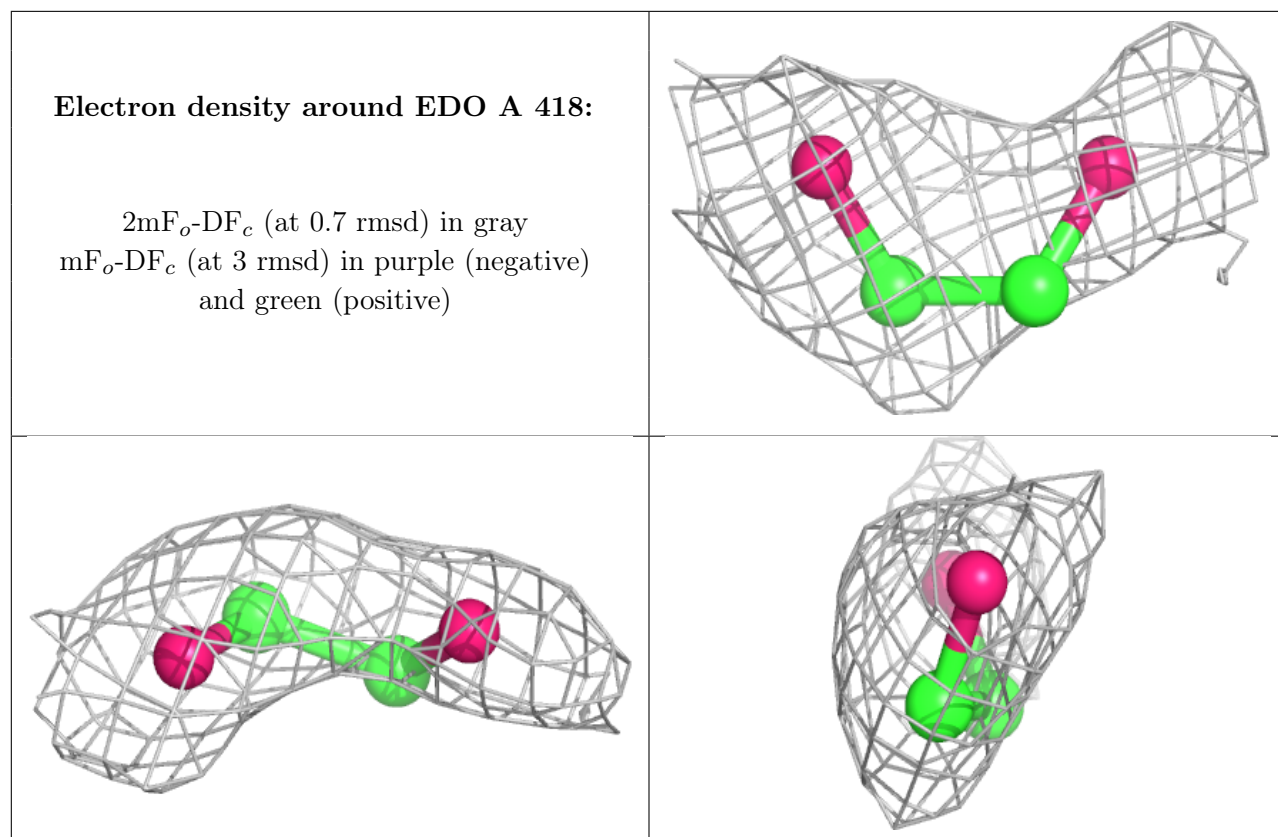 Electron density around EDO A 418:
2mFo-DFc (at 0.7 rmsd) in gray
mFo-DFc (at 3 rmsd) in purple (negative)
and green (positive)